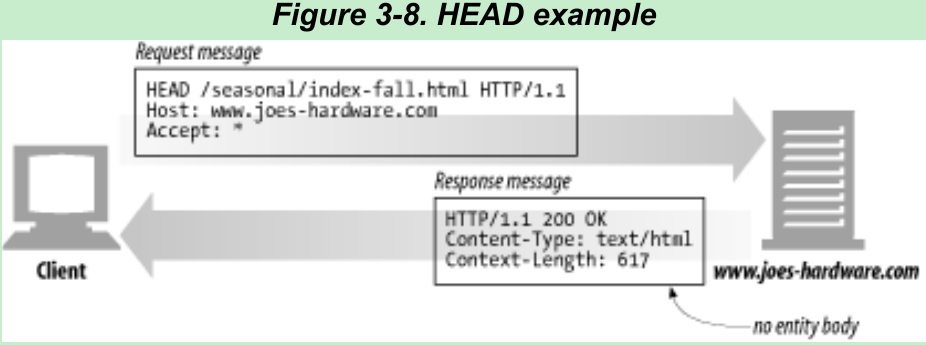 Figure 3-8. HEAD example
Request message
HEAD /seasonal/index-fall.html HTTP/1.1
Host: www.joes-hardware.com
Accept: *
Response message
HTTP/1.1 200 OK
Content-Type: text/html
Context-Length: 617
Client
www.joes-hardware.com
no entity body